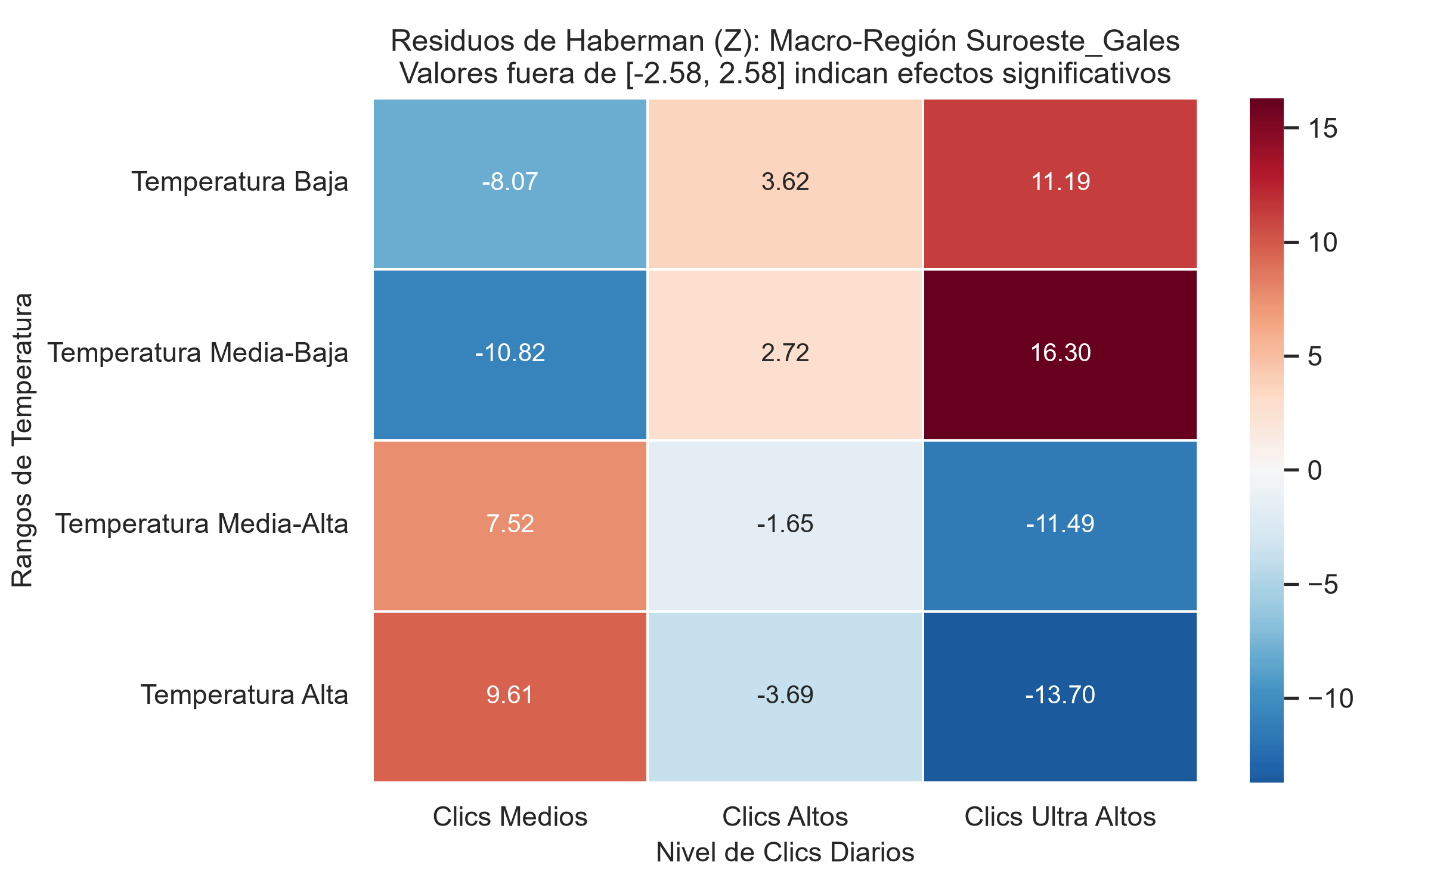 Residuos de Haberman (Z): Macro-Región Suroeste_Gales
Valores fuera de [-2.58, 2.58] indican efectos significativos
Rangos de Temperatura
Temperatura Baja
-8.07
3.62
11.19
Temperatura Media-Baja
-10.82
2.72
16.30
Temperatura Media-Alta
7.52
-1.65
-11.49
Temperatura Alta
9.61
-3.69
-13.70
Clics Medios
Clics Altos
Clics Ultra Altos
Nivel de Clics Diarios
15
10
5
0
−5
−10